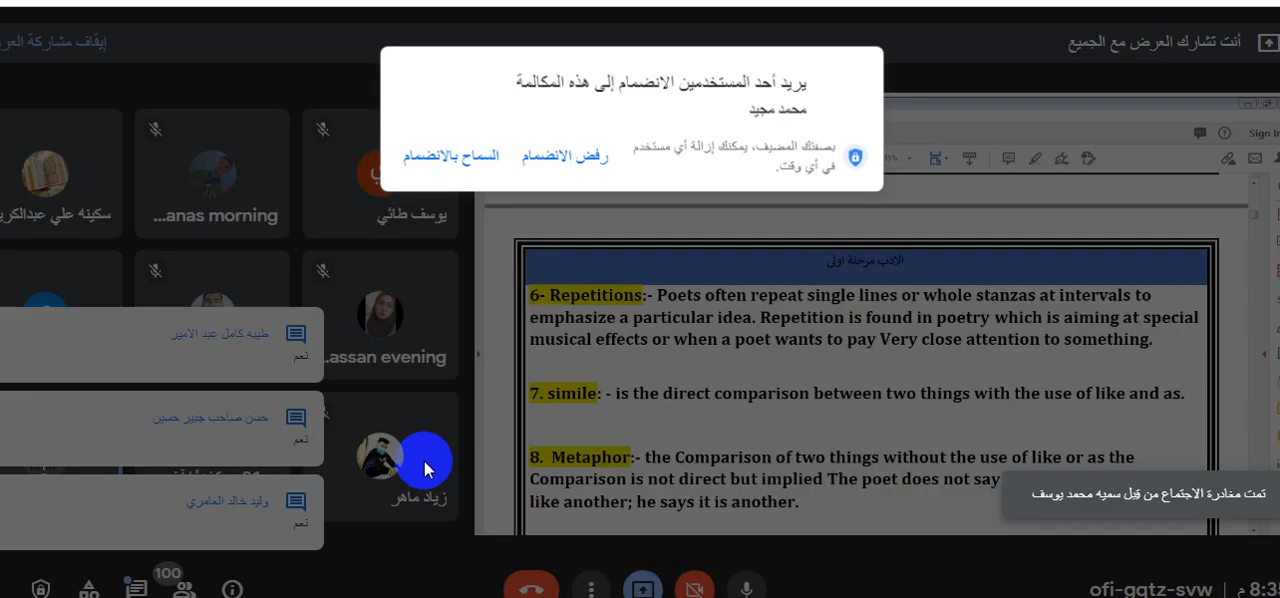 أنت تشارك العرض مع الجميع
إيقاف مشاركة
يريد أحد المستخدمين الانضمام إلى هذه المكالمة
محمد مجيد
بصفتك المضيف، يمكنك إزالة أي مستخدم
في أي وقت.
رفض الانضمام
السماح بالانضمام
Sign In
يوسف طائي
anas morning...
سكينه علي عبدالكري
assan evening...
زياد ماهر
طيبه كامل عبد الامير
نعم
حسن صاحب جبير حسين
نعم
وليد خالد العامري
نعم
الادب مرحلة اولى
6- Repetitions:- Poets often repeat single lines or whole stanzas at intervals to
emphasize a particular idea. Repetition is found in poetry which is aiming at special
musical effects or when a poet wants to pay Very close attention to something.
7. simile: - is the direct comparison between two things with the use of like and as.
8. Metaphor:- the Comparison of two things without the use of like or as the
Comparison is not direct but implied The poet does not say
like another; he says it is another.
تمت مغادرة الاجتماع من قبل سميه محمد يوسف
100
ofi-gqtz-svw